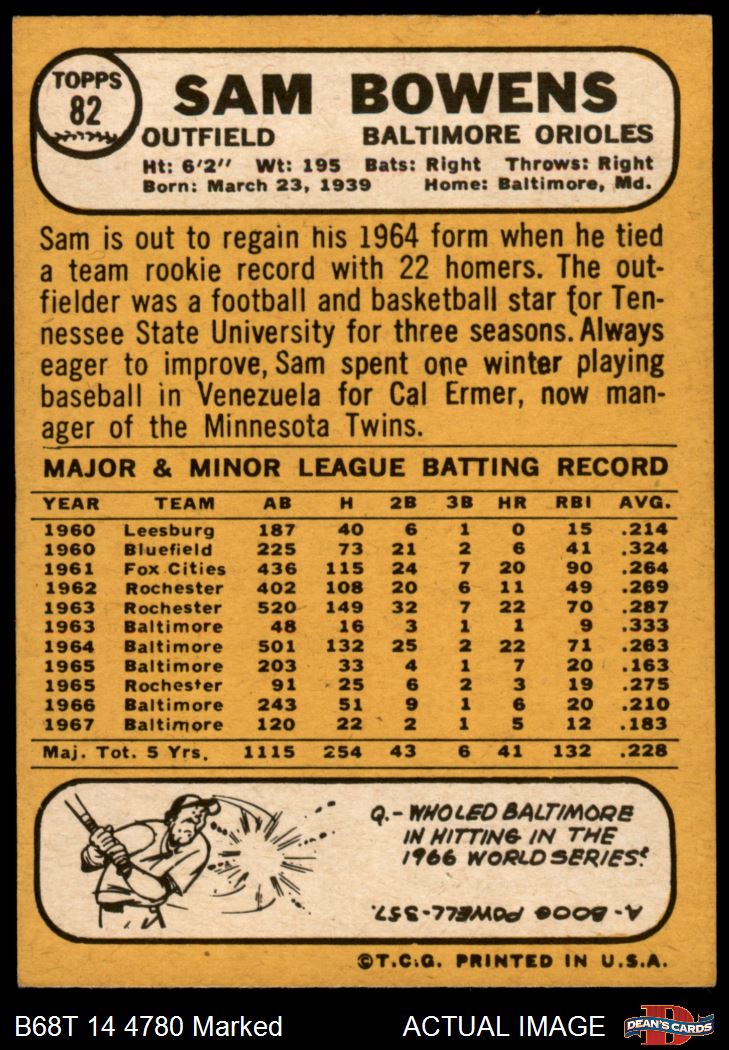 TOPPS
82
SAM BOWENS
OUTFIELD BALTIMORE ORIOLES
Ht: 6'2" Wt: 195 Bats: Right Throws: Right
Born: March 23, 1939 Home: Baltimore, Md.
Sam is out to regain his 1964 form when he tied
a team rookie record with 22 homers. The out-
fielder was a football and basketball star for Ten-
nessee State University for three seasons. Always
eager to improve, Sam spent one winter playing
baseball in Venezuela for Cal Ermer, now man-
ager of the Minnesota Twins.
MAJOR & MINOR LEAGUE BATTING RECORD
YEAR TEAM AB H 2B 3B HR RBI AVG.
1960 Leesburg 187 40 6 1 0 15 .214
1960 Bluefield 225 73 21 2 6 41 .324
1961 Fox Cities 436 115 24 7 20 90 .264
1962 Rochester 402 108 20 6 11 49 .269
1963 Rochester 520 149 32 7 22 70 .287
1963 Baltimore 48 16 3 1 1 9 .333
1964 Baltimore 501 132 25 2 22 71 .263
1965 Baltimore 203 33 4 1 7 20 .163
1965 Rochester 91 25 6 2 3 19 .275
1966 Baltimore 243 51 9 1 6 20 .210
1967 Baltimore 120 22 2 1 5 12 .183
Maj. Tot. 5 Yrs. 1115 254 43 6 41 132 .228
Q.- WHO LED BALTIMORE
IN HITTING IN THE
1966 WORLD SERIES?
A.- BOOG POWELL-.357.
©T.C.G. PRINTED IN U.S.A.
B68T 14 4780 Marked ACTUAL IMAGE
D
DEAN'S CARDS